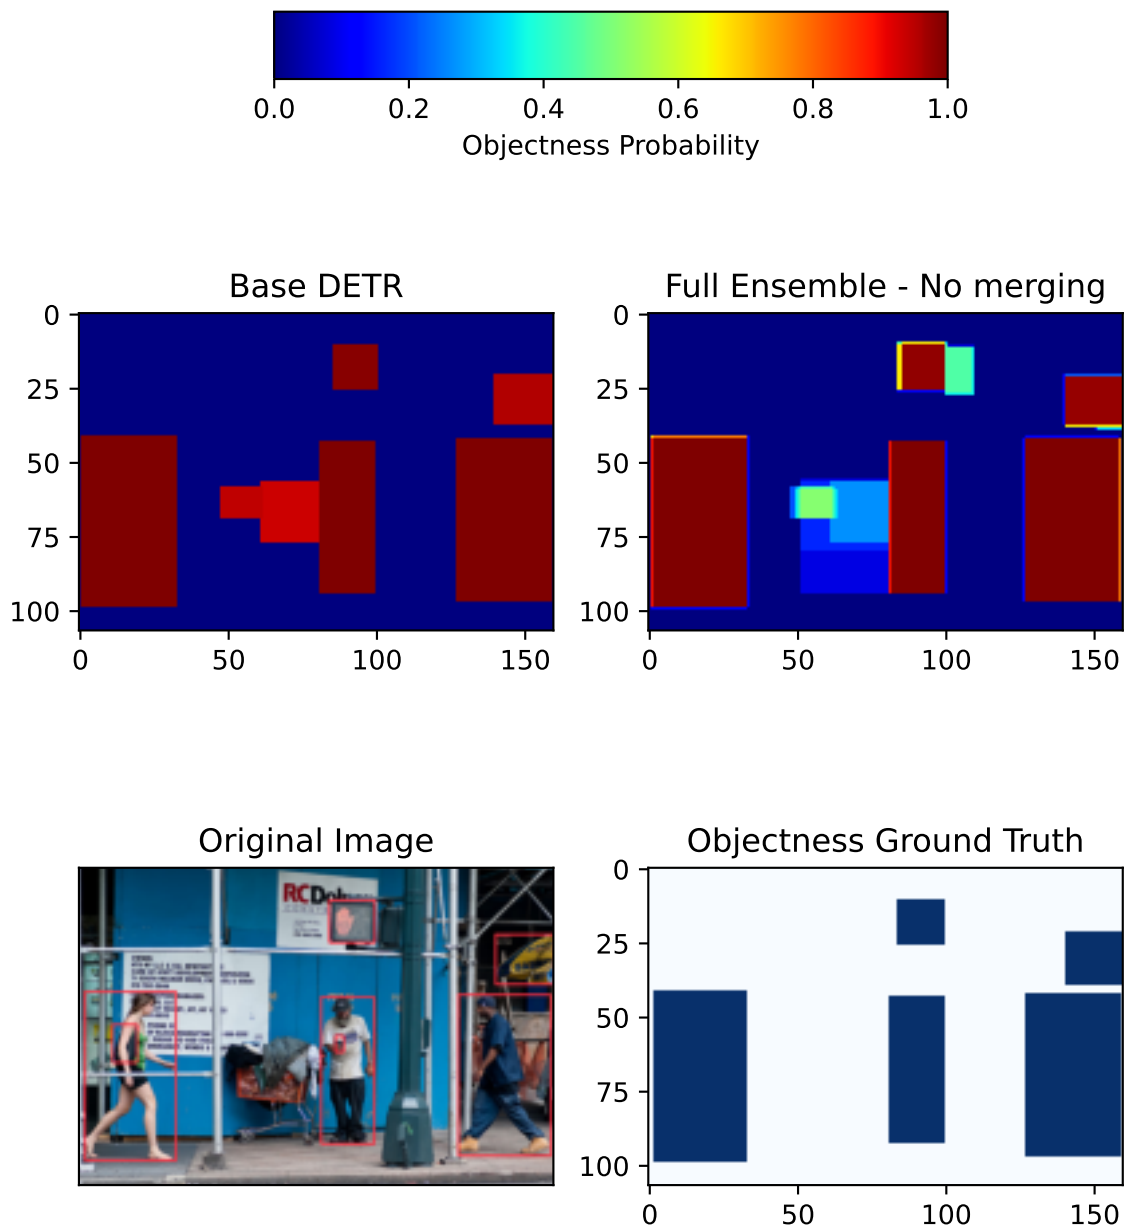 0.0 0.2 0.4 0.6 0.8 1.0
Objectness Probability
Base DETR
0
25
50
75
100
0 50 100 150
Full Ensemble - No merging
0
25
50
75
100
0 50 100 150
Original Image
RC
Objectness Ground Truth
0
25
50
75
100
0 50 100 150